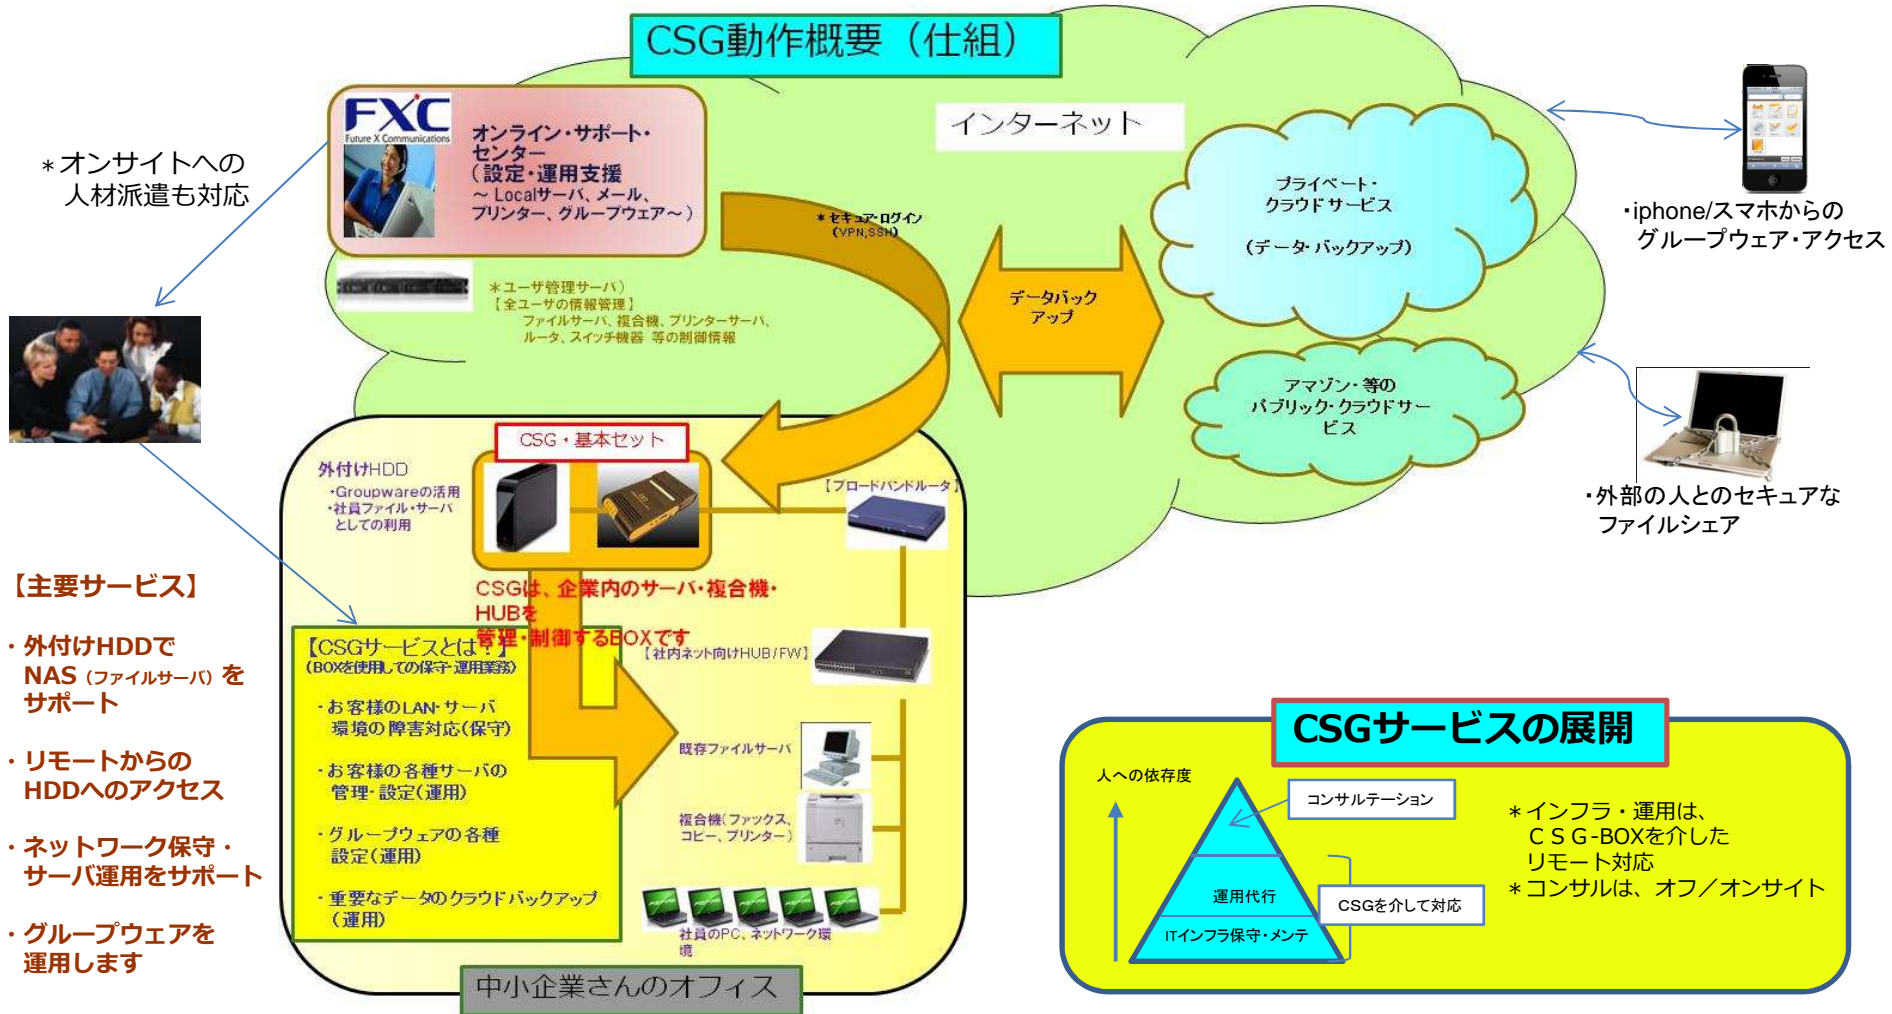 CSG動作概要（仕組）
FXC
Future X Communications
オンライン・サポート・
センター
（設定・運用支援
～Localサーバ、メール、
プリンター、グループウェア～）
＊オンサイトへの
人材派遣も対応
インターネット
＊セキュア・ログイン
（VPN,SSH）
＊ユーザ管理サーバ）
【全ユーザの情報管理】
ファイルサーバ、複合機、プリンターサーバ、
ルータ、スイッチ機器 等の制御情報
データバック
アップ
プライベート・
クラウドサービス
（データ・バックアップ）
アマゾン・等の
パブリック・クラウドサー
ビス
・iphone/スマホからの
グループウェア・アクセス
・外部の人とのセキュアな
ファイルシェア
CSG・基本セット
外付けHDD
・Groupwareの活用
・社員ファイル・サーバ
としての利用
【ブロードバンドルータ】
CSGは、企業内のサーバ・複合機・
HUBを
管理・制御するBOXです
【社内ネット向けHUB/FW】
【CSGサービスとは？】
（BOXを使用しての保守・運用業務）
・お客様のLAN・サーバ
環境の障害対応（保守）
・お客様の各種サーバの
管理・設定（運用）
・グループウェアの各種
設定（運用）
・重要なデータのクラウドバックアップ
（運用）
既存ファイルサーバ
複合機（ファックス、
コピー、プリンター）
社員のPC、ネットワーク環
境
中小企業さんのオフィス
【主要サービス】
・外付けHDDで
NAS（ファイルサーバ）を
サポート
・リモートからの
HDDへのアクセス
・ネットワーク保守・
サーバ運用をサポート
・グループウェアを
運用します
CSGサービスの展開
人への依存度
コンサルテーション
運用代行
ITインフラ保守・メンテ
CSGを介して対応
＊インフラ・運用は、
ＣＳＧ-BOXを介した
リモート対応
＊コンサルは、オフ／オンサイト